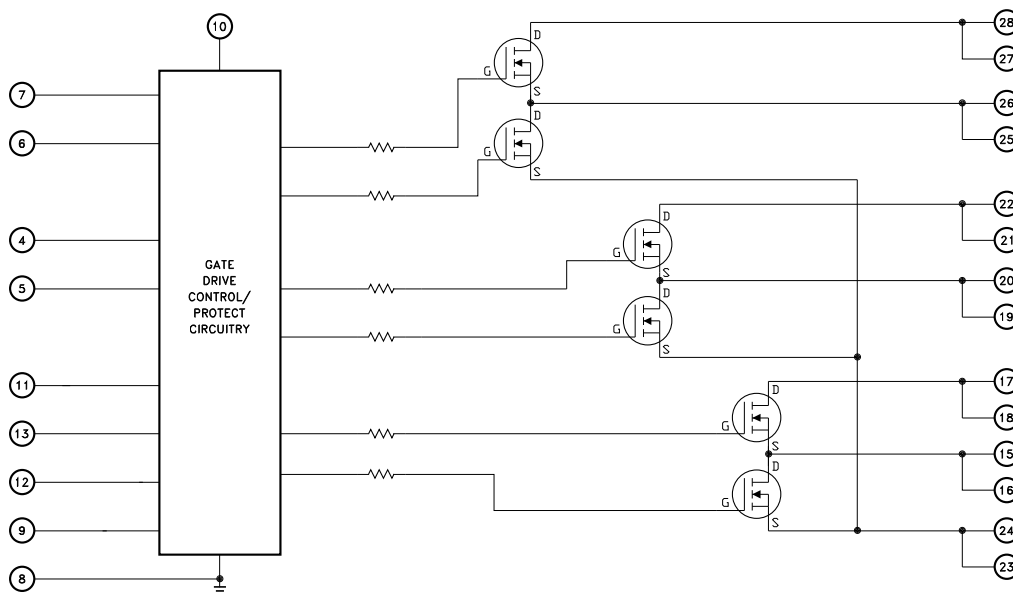 10
28
D
27
7
G
S
26
D
6
25
G
S
22
D
4
21
G
S
GATE
DRIVE
CONTROL/
PROTECT
CIRCUITRY
20
5
D
19
G
S
11
17
D
18
13
G
S
15
D
12
16
G
S
9
24
8
23